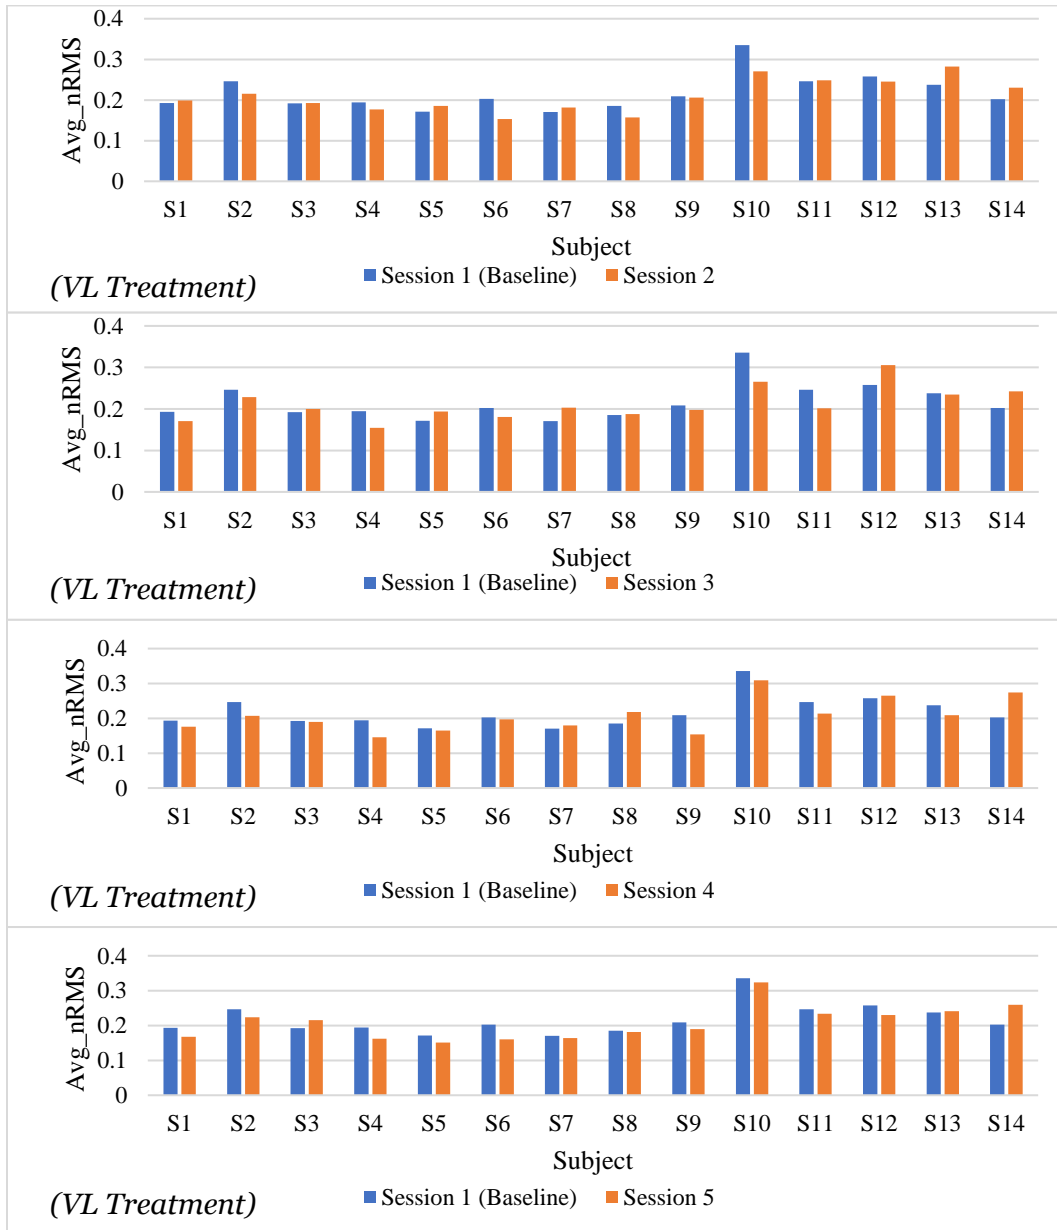 0.4
0.3
0.2
0.1
0
Avg_nRMS
S1 S2 S3 S4 S5 S6 S7 S8 S9 S10 S11 S12 S13 S14
Subject
Session 1 (Baseline) Session 2
(VL Treatment)
0.4
0.3
0.2
0.1
0
Avg_nRMS
S1 S2 S3 S4 S5 S6 S7 S8 S9 S10 S11 S12 S13 S14
Subject
Session 1 (Baseline) Session 3
(VL Treatment)
0.4
0.3
0.2
0.1
0
Avg_nRMS
S1 S2 S3 S4 S5 S6 S7 S8 S9 S10 S11 S12 S13 S14
Subject
Session 1 (Baseline) Session 4
(VL Treatment)
0.4
0.3
0.2
0.1
0
Avg_nRMS
S1 S2 S3 S4 S5 S6 S7 S8 S9 S10 S11 S12 S13 S14
Subject
Session 1 (Baseline) Session 5
(VL Treatment)